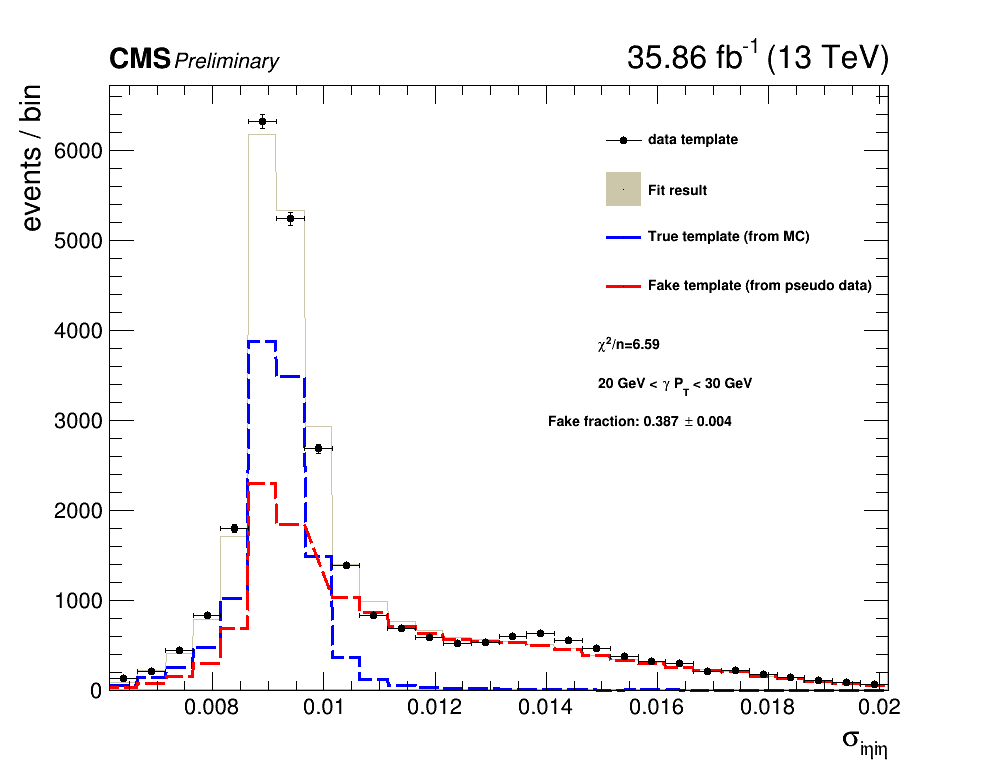 CMS Preliminary 35.86 fb⁻¹ (13 TeV)
events / bin
6000
5000
4000
3000
2000
1000
0
data template
Fit result
True template (from MC)
Fake template (from pseudo data)
χ²/n=6.59
20 GeV < γ P_T < 30 GeV
Fake fraction: 0.387 ± 0.004
0.008 0.01 0.012 0.014 0.016 0.018 0.02
σ_iηiη